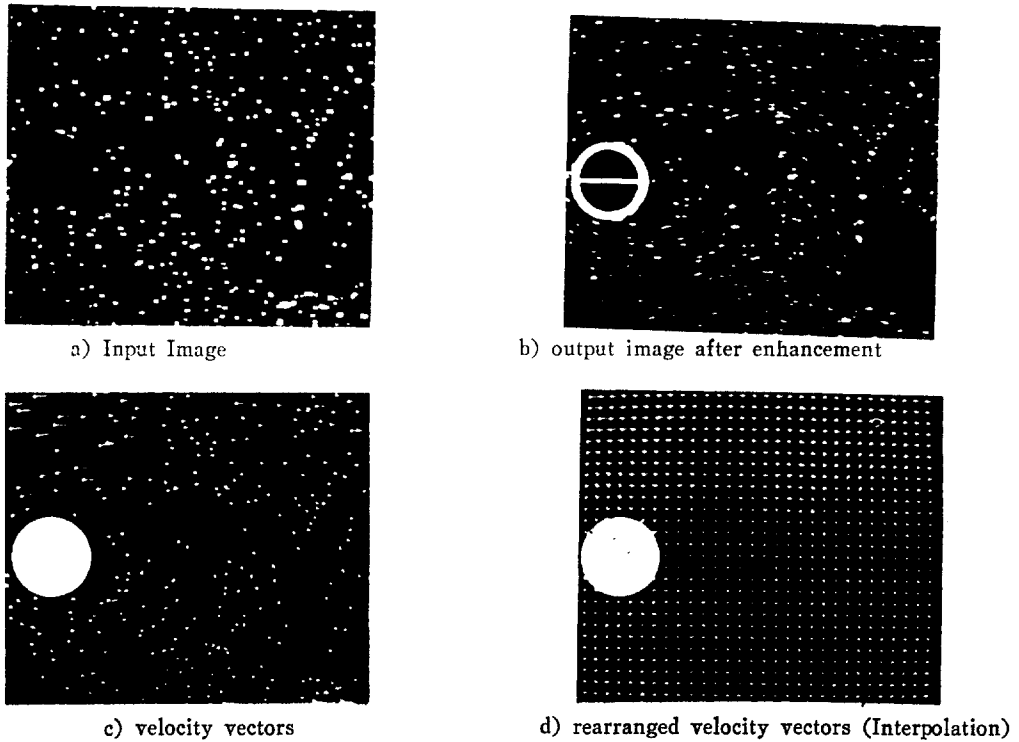 a) Input Image
b) output image after enhancement
c) velocity vectors
d) rearranged velocity vectors (Interpolation)